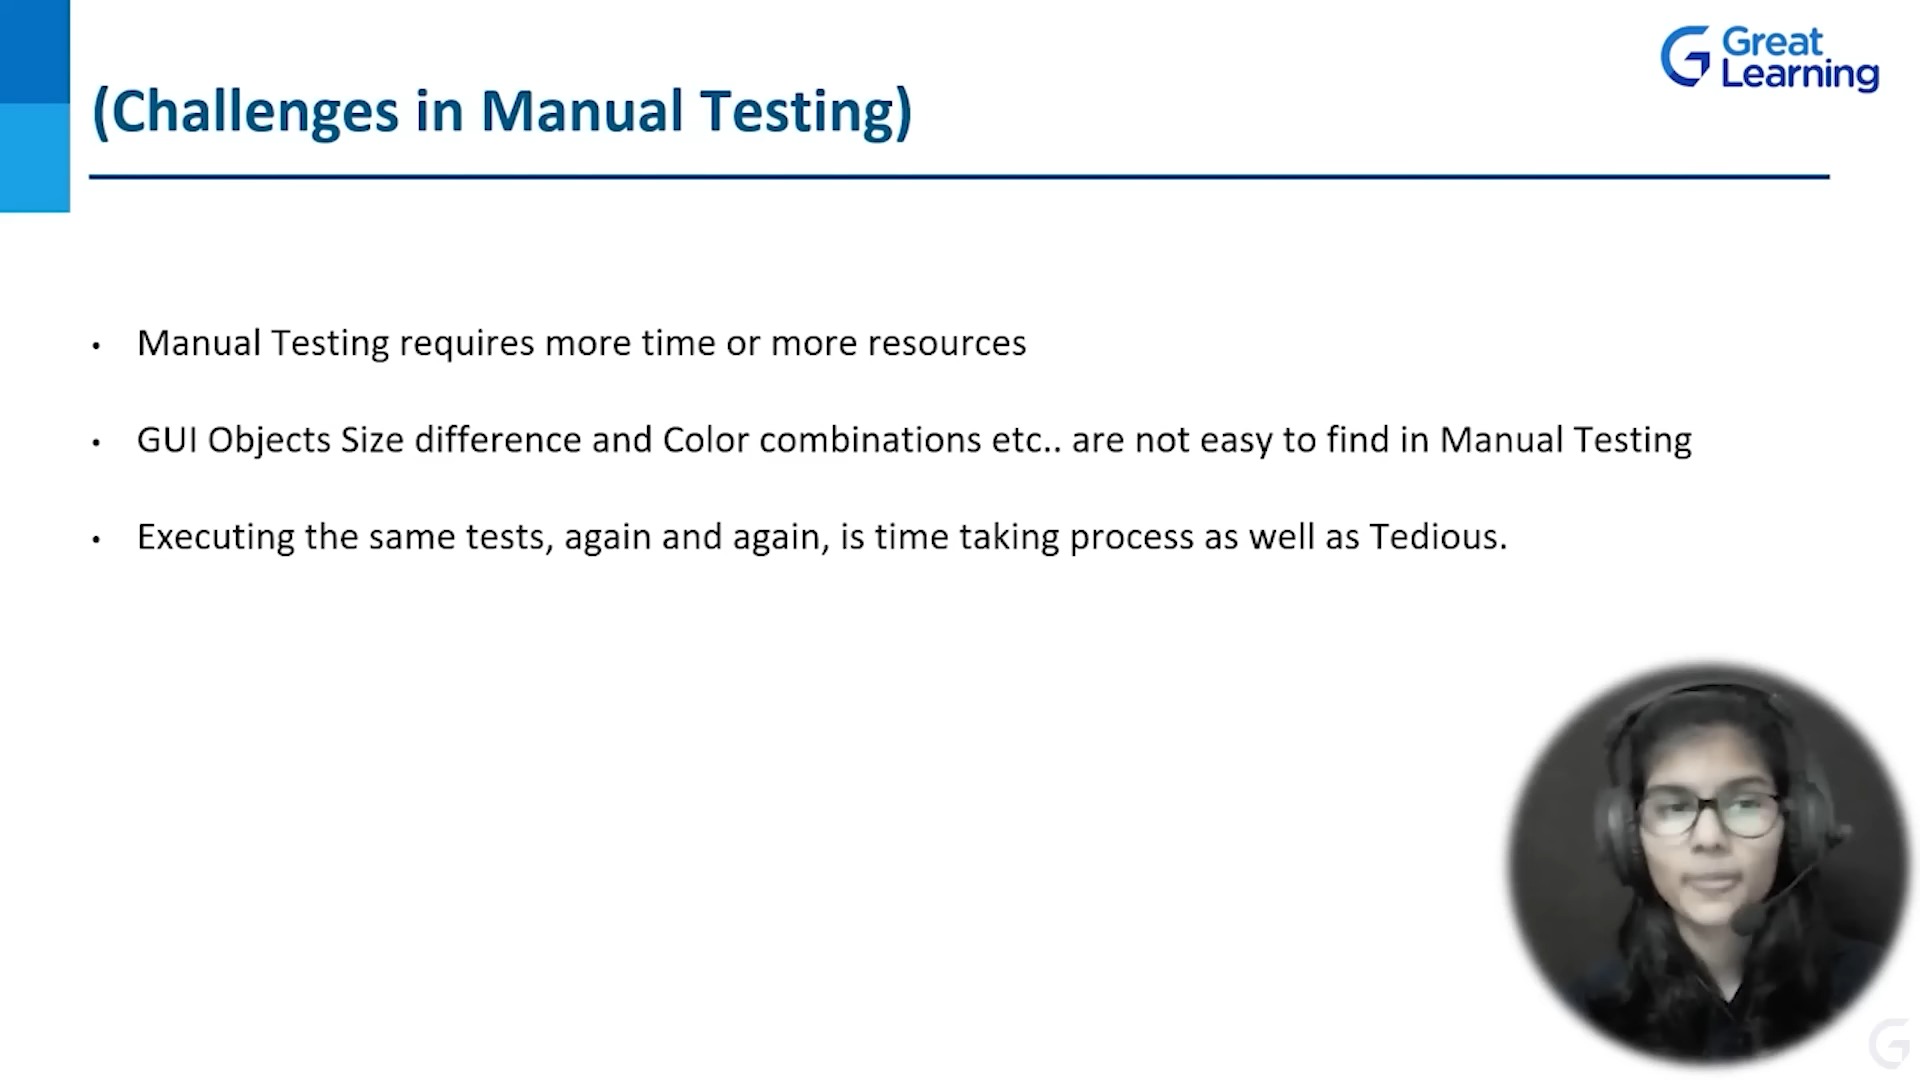 Great
Learning
(Challenges in Manual Testing)
• Manual Testing requires more time or more resources
• GUI Objects Size difference and Color combinations etc.. are not easy to find in Manual Testing
• Executing the same tests, again and again, is time taking process as well as Tedious.